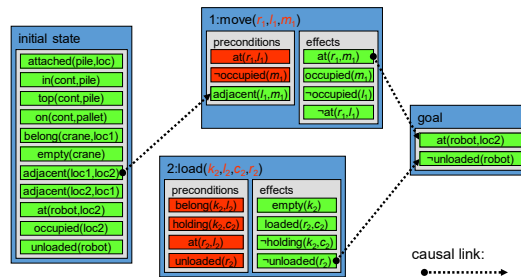 initial state
attached(pile,loc)
in(cont,pile)
top(cont,pile)
on(cont,pallet)
belong(crane,loc1)
empty(crane)
adjacent(loc1,loc2)
adjacent(loc2,loc1)
at(robot,loc2)
occupied(loc2)
unloaded(robot)
1:move(r₁,l₁,m₁)
preconditions
at(r₁,l₁)
¬occupied(m₁)
adjacent(l₁,m₁)
effects
at(r₁,m₁)
occupied(m₁)
¬occupied(l₁)
¬at(r₁,l₁)
2:load(k₂,l₂,c₂,r₂)
preconditions
belong(k₂,l₂)
holding(k₂,c₂)
at(r₂,l₂)
unloaded(r₂)
effects
empty(k₂)
loaded(r₂,c₂)
¬holding(k₂,c₂)
¬unloaded(r₂)
goal
at(robot,loc2)
¬unloaded(robot)
causal link: